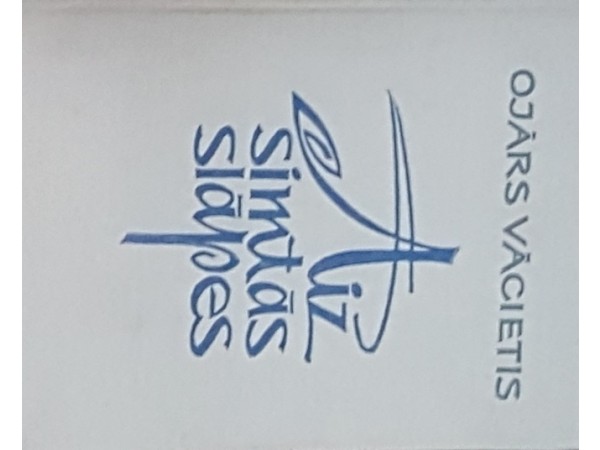 OJĀRS VĀCIETIS
Aiz
simtās
slāpes